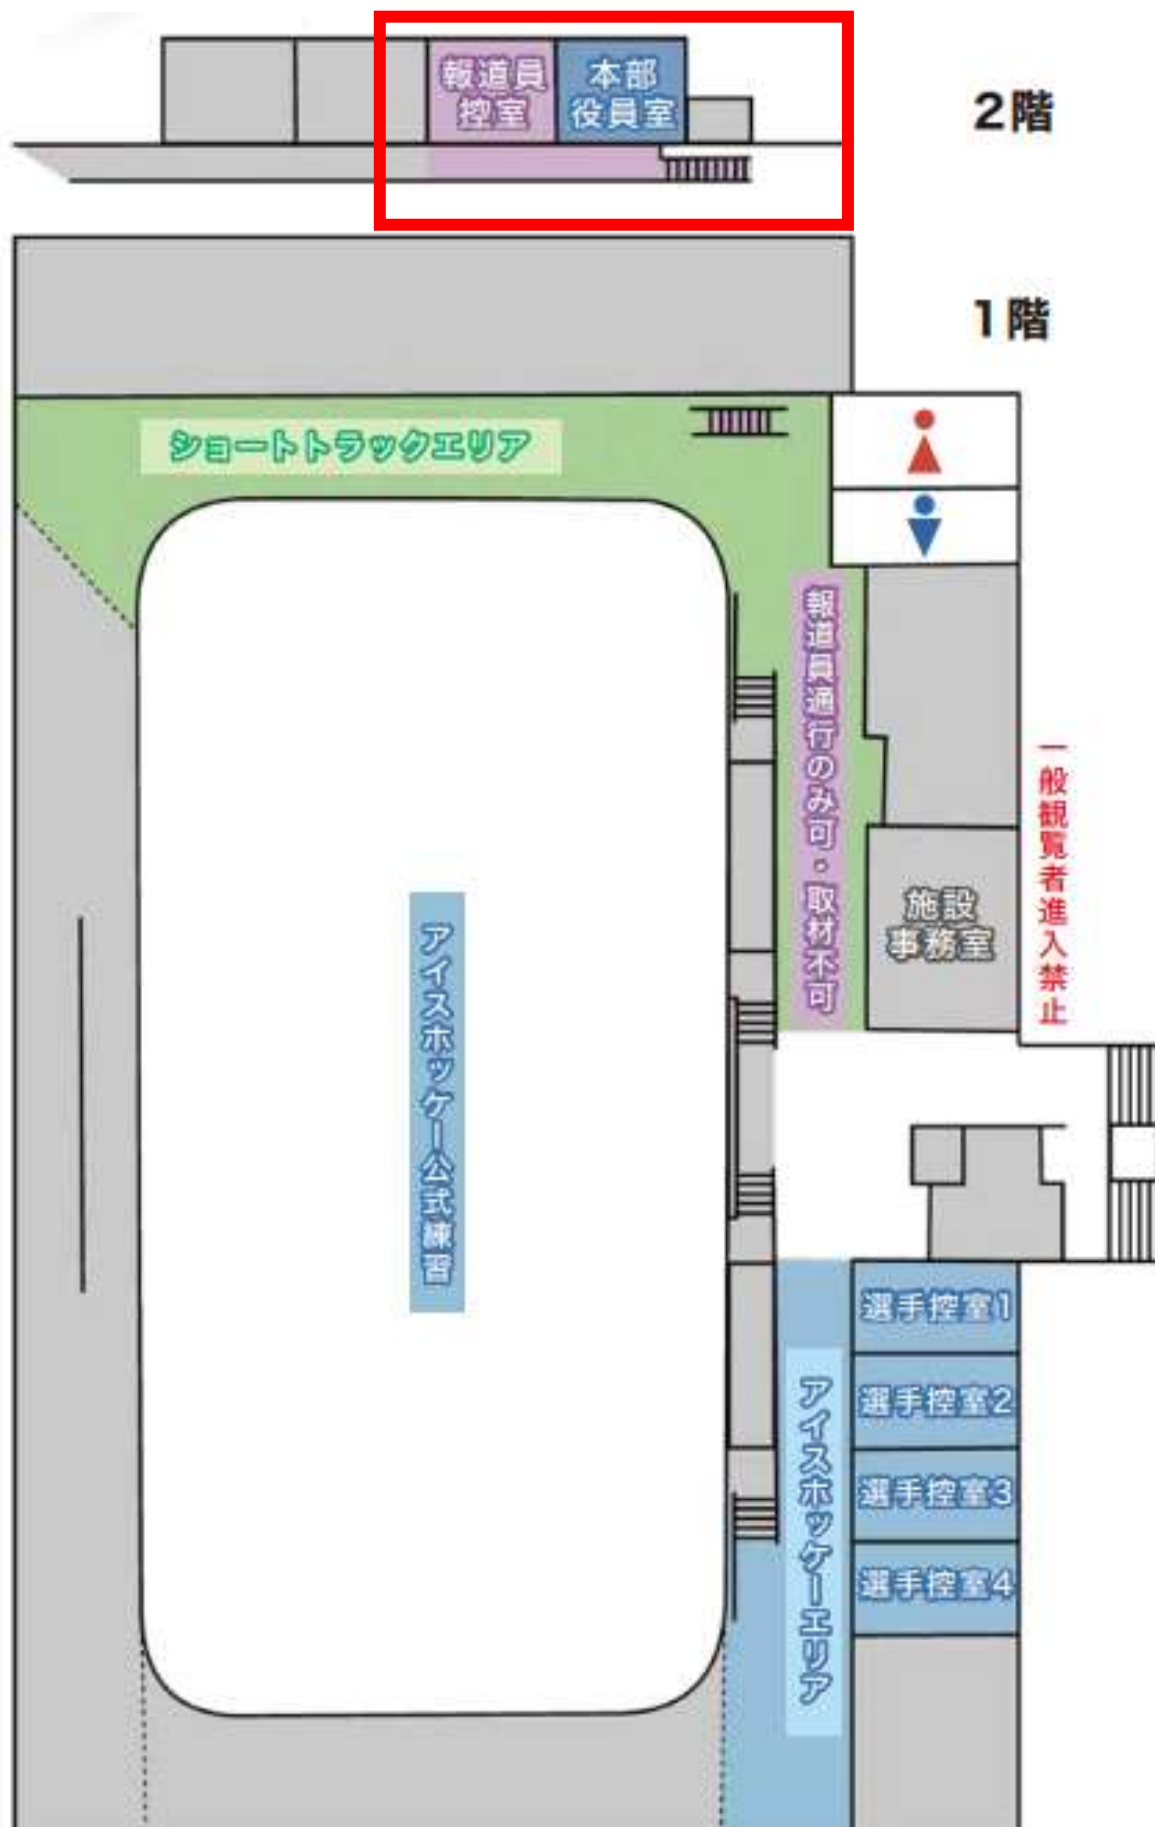 報道員
控室
本部
役員室
2階
1階
ショートトラックエリア
報道員通行のみ可・取材不可
一般観覧者進入禁止
施設
事務室
アイスホッケー公式練習
選手控室1
選手控室2
選手控室3
選手控室4
アイスホッケーエリア